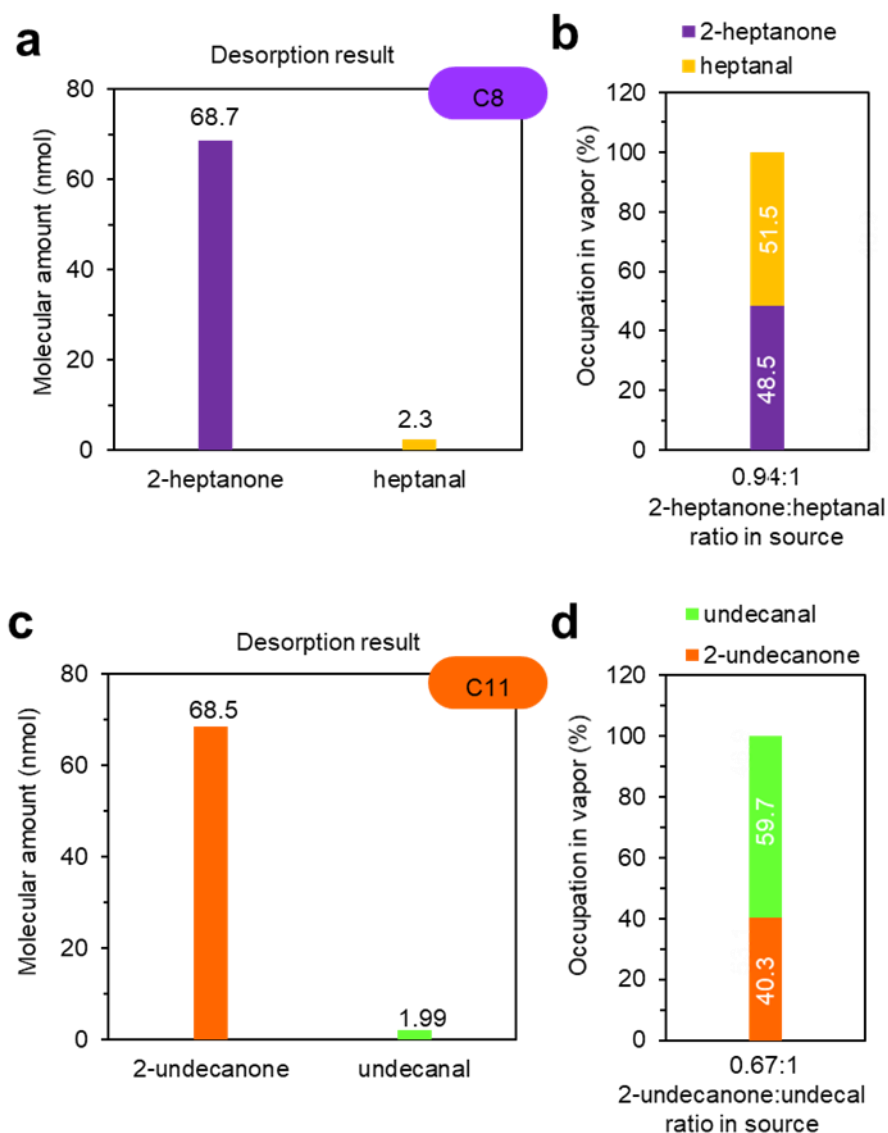 a
Desorption result
C8
Molecular amount (nmol)
80
60
40
20
0
68.7
2.3
2-heptanone
heptanal
b
2-heptanone
heptanal
Occupation in vapor (%)
120
100
80
60
40
20
0
51.5
48.5
0.94:1
2-heptanone:heptanal
ratio in source
c
Desorption result
C11
Molecular amount (nmol)
80
60
40
20
0
68.5
1.99
2-undecanone
undecanal
d
undecanal
2-undecanone
Occupation in vapor (%)
120
100
80
60
40
20
0
59.7
40.3
0.67:1
2-undecanone:undecal
ratio in source